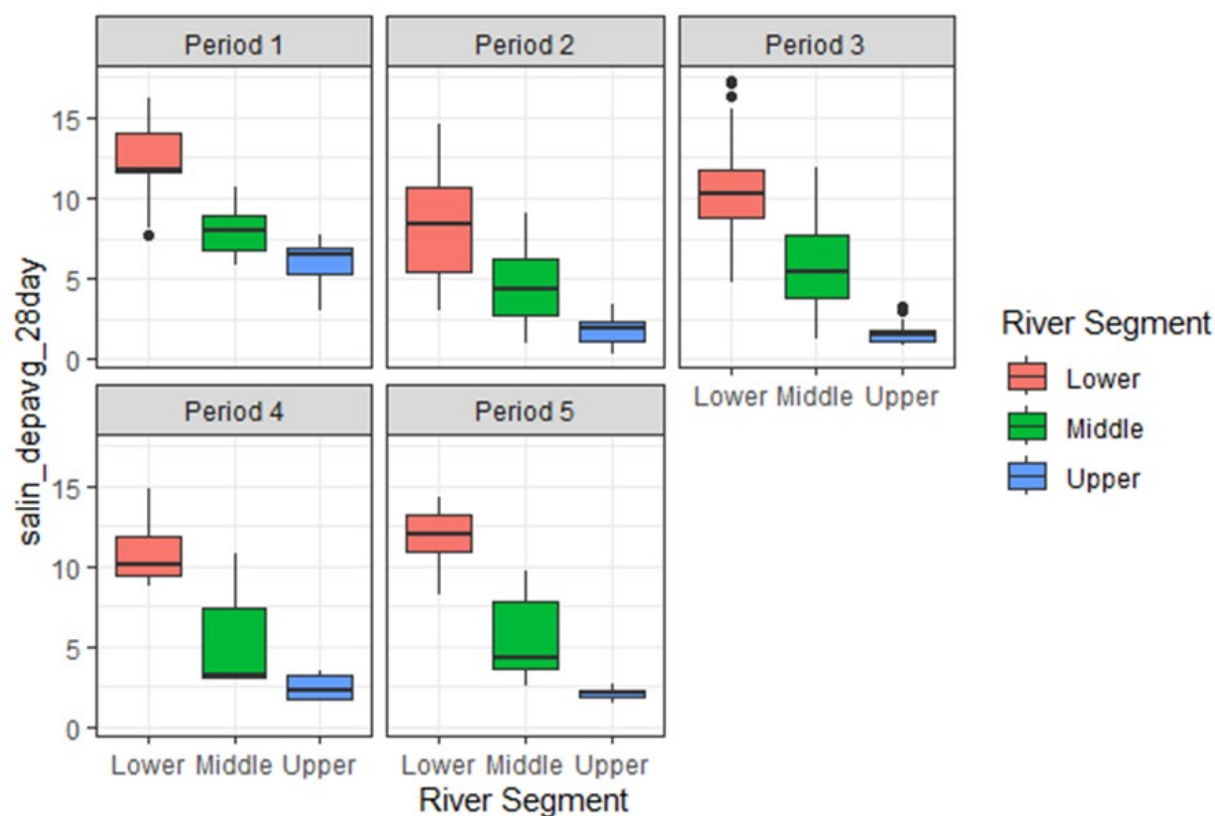 Period 1
Period 2
Period 3
15
10
5
0
Lower Middle Upper
Period 4
Period 5
15
10
5
0
Lower Middle Upper
Lower Middle Upper
River Segment
salin_depavg_28day
River Segment
Lower
Middle
Upper